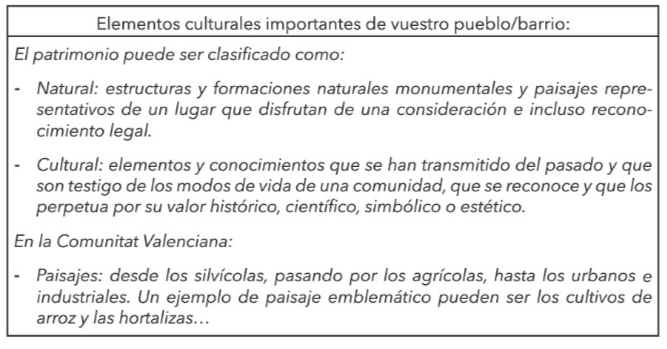 Elementos culturales importantes de vuestro pueblo/barrio:
El patrimonio puede ser clasificado como:
- Natural: estructuras y formaciones naturales monumentales y paisajes repre-
sentativos de un lugar que disfrutan de una consideración e incluso recono-
cimiento legal.
- Cultural: elementos y conocimientos que se han transmitido del pasado y que
son testigo de los modos de vida de una comunidad, que se reconoce y que los
perpetua por su valor histórico, científico, simbólico o estético.
En la Comunitat Valenciana:
- Paisajes: desde los silvícolas, pasando por los agrícolas, hasta los urbanos e
industriales. Un ejemplo de paisaje emblemático pueden ser los cultivos de
arroz y las hortalizas…